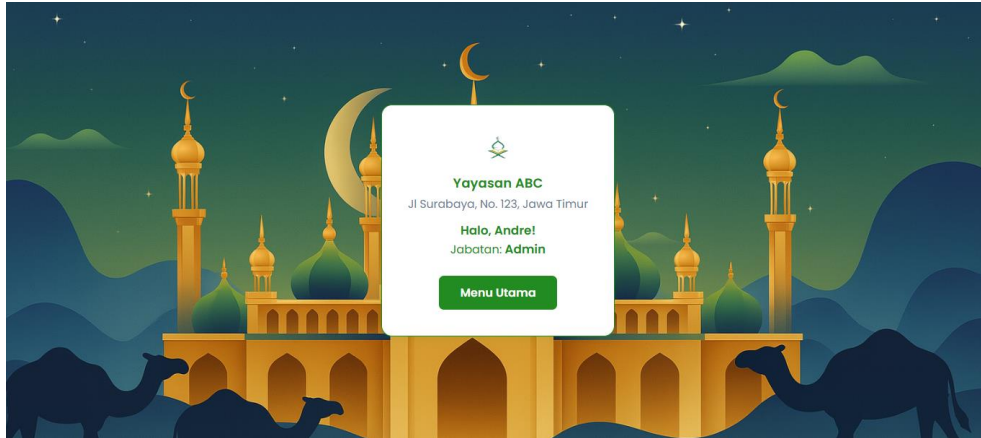 Yayasan ABC
Jl Surabaya, No. 123, Jawa Timur
Halo, Andre!
Jabatan: Admin
Menu Utama